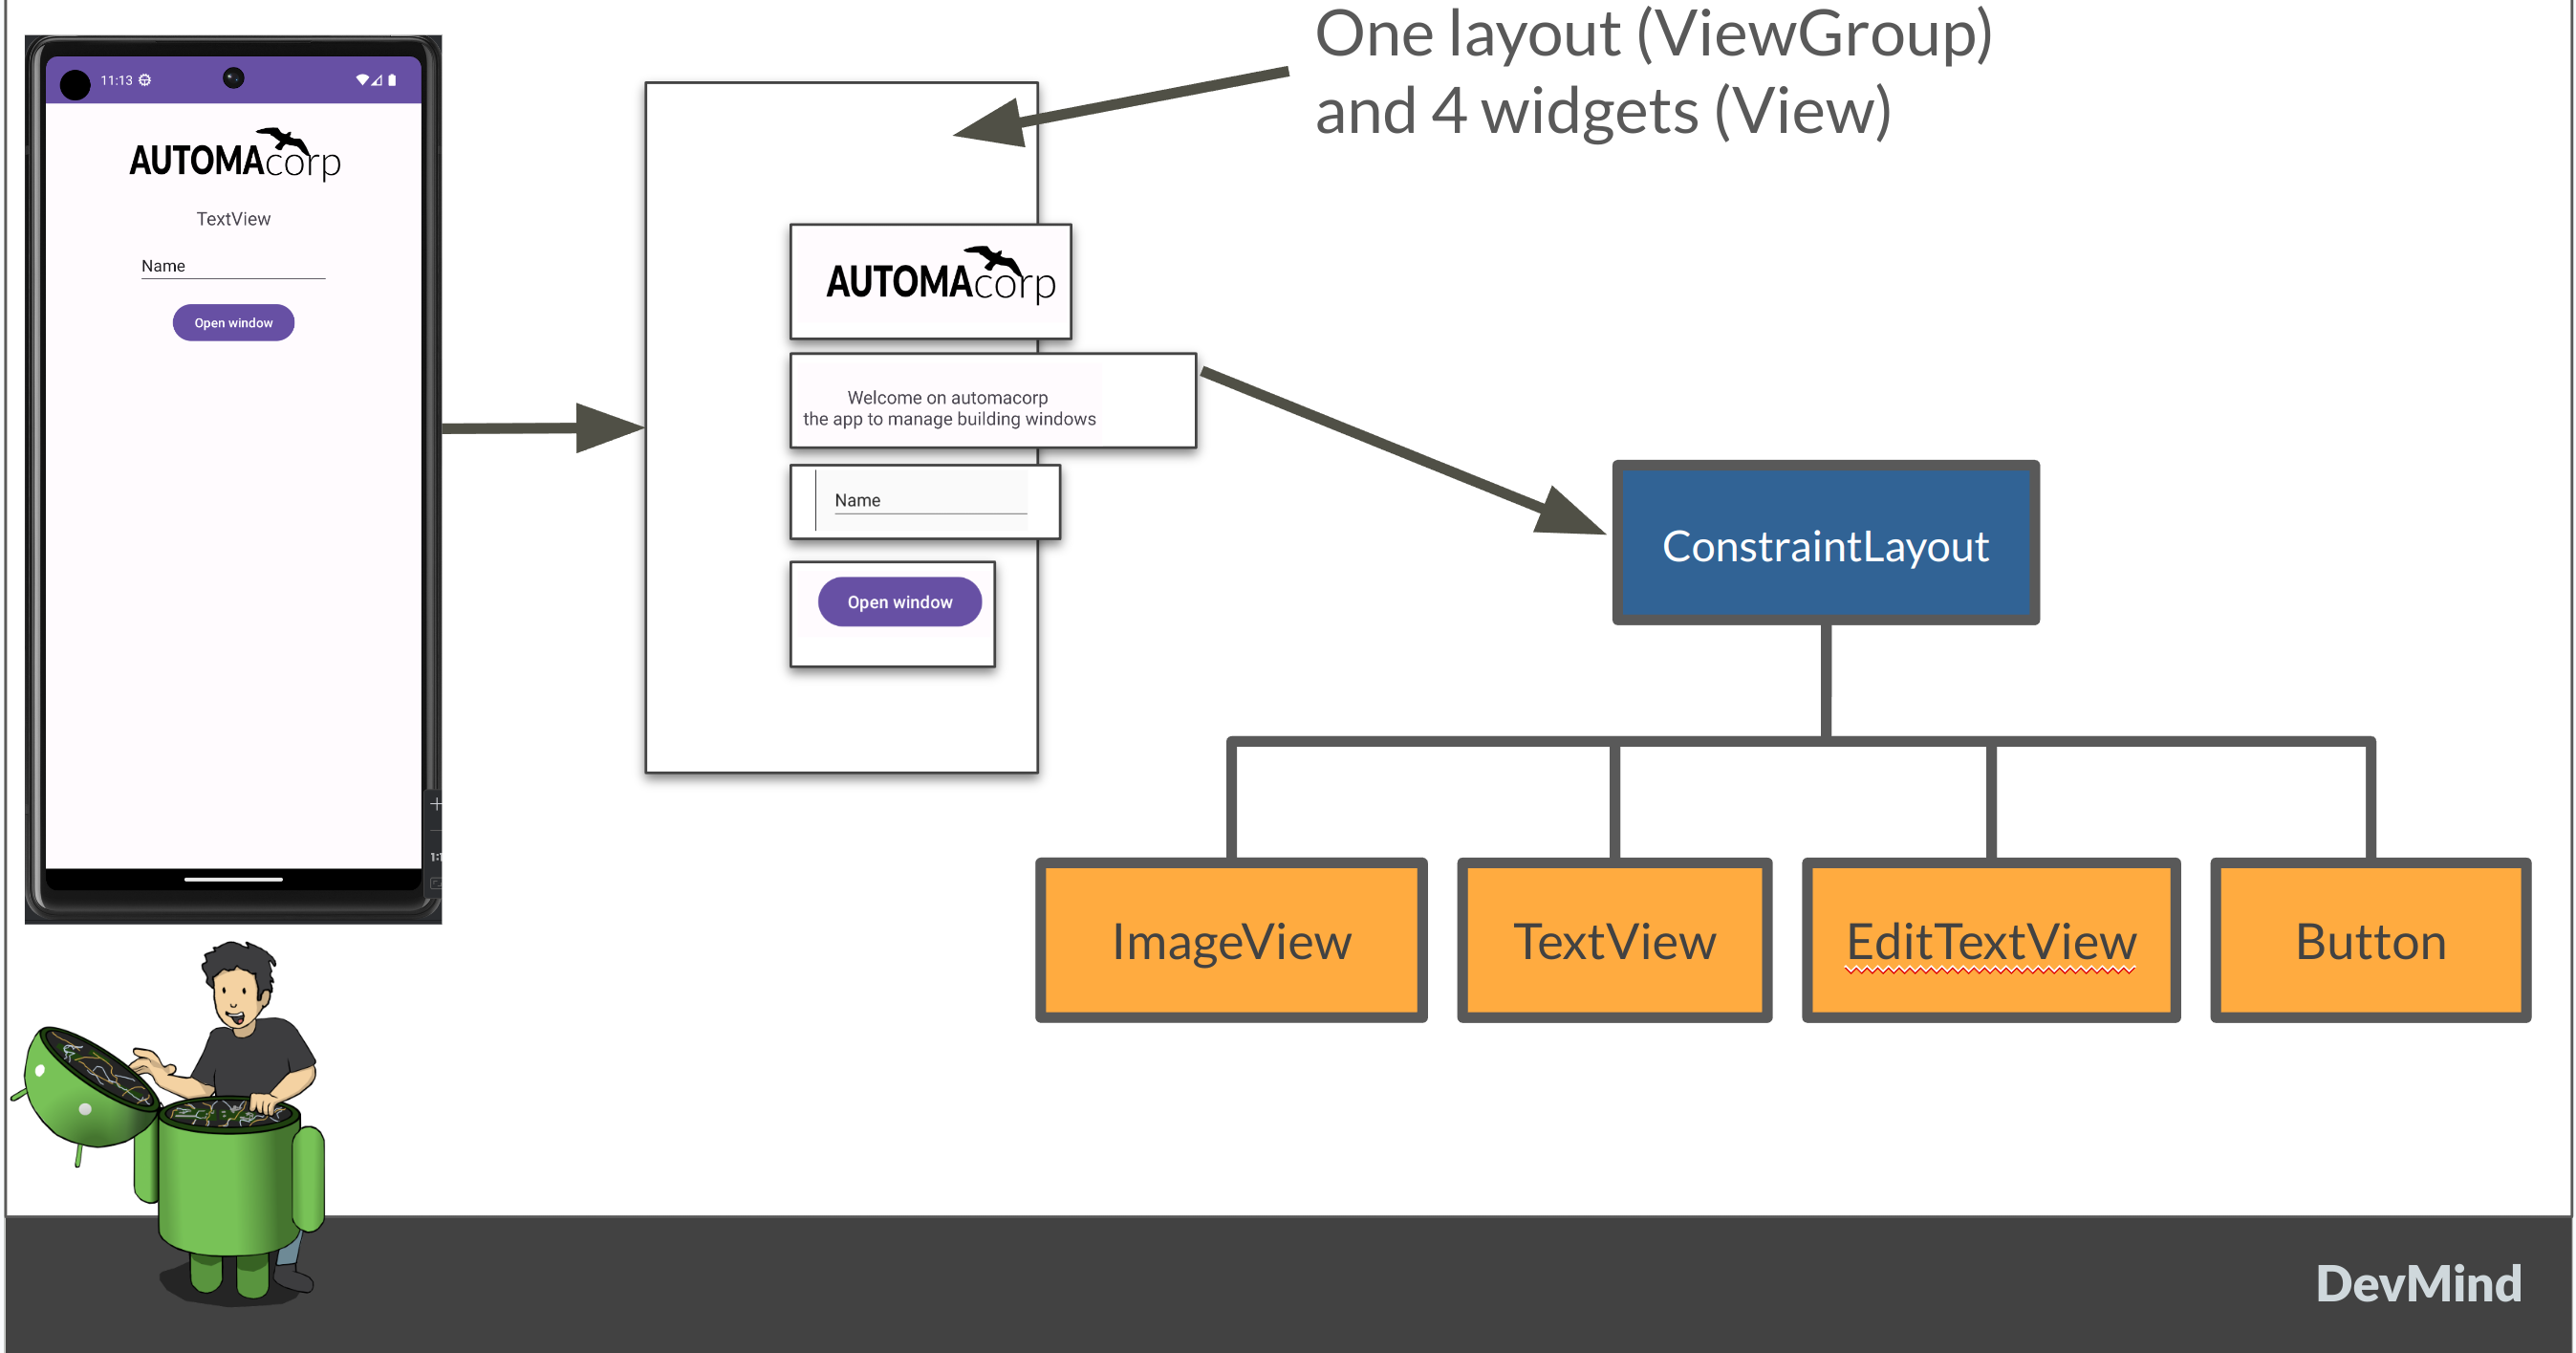 One layout (ViewGroup)
and 4 widgets (View)
11:13
AUTOMAcorp
TextView
Name
Open window
AUTOMAcorp
Welcome on automacorp
the app to manage building windows
Name
Open window
ConstraintLayout
ImageView
TextView
EditTextView
Button
DevMind